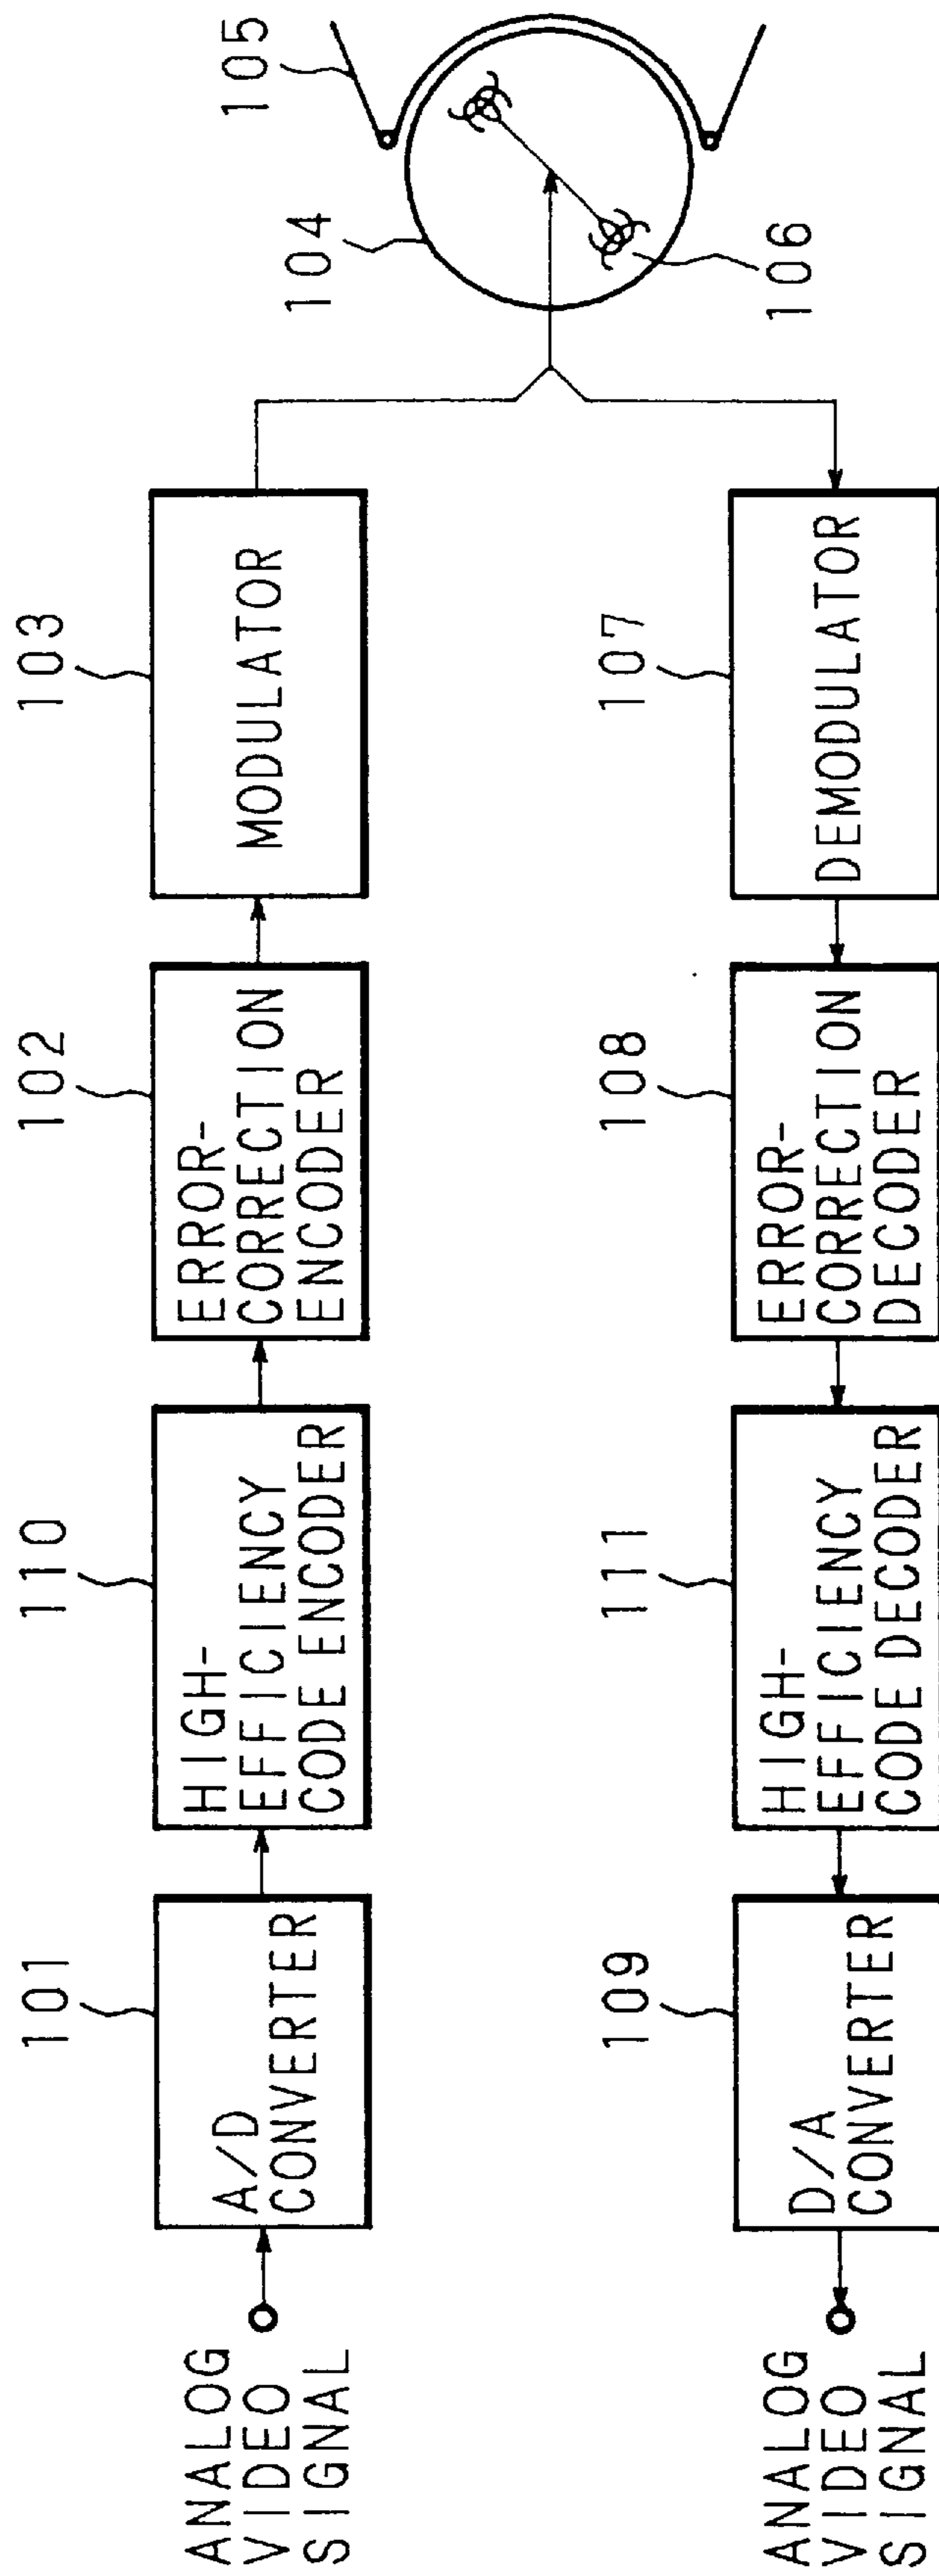 101
110
102
103
104
105
ANALOG
VIDEO
SIGNAL
A/D
CONVERTER
HIGH-
EFFICIENCY
CODE ENCODER
ERROR-
CORRECTION
ENCODER
MODULATOR
106
109
111
108
107
ANALOG
VIDEO
SIGNAL
D/A
CONVERTER
HIGH-
EFFICIENCY
CODE DECODER
ERROR-
CORRECTION
DECODER
DEMODULATOR